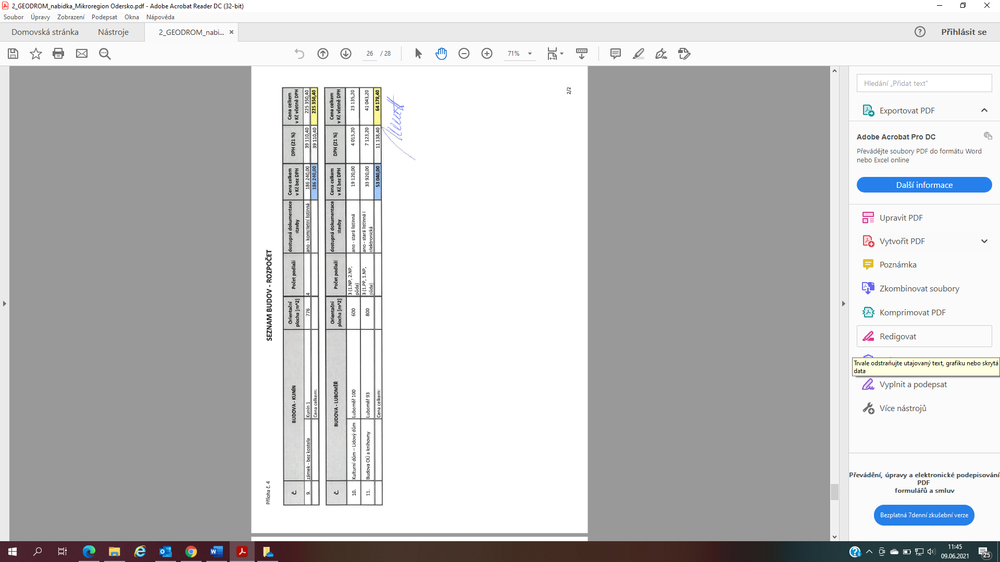 2_GEODROM_nabidka_Mikroregion Odersko.pdf - Adobe Acrobat Reader DC (32-bit)
Soubor Úpravy Zobrazení Podepsat Okna Nápověda
Domovská stránka Nástroje 2_GEODROM_nabi... × Přihlásit se
26 / 28 71%
Příloha č. 4
SEZNAM BUDOV - ROZPOČET
Č. BUDOVA - KUNÍN Orientační plocha [m^2] Počet podlaží dostupná dokumentace stavby Cena celkem v Kč bez DPH DPH (21 %) Cena celkem v Kč včetně DPH
9. zámek - bez kostela Kunín 1 776 4 ano - kompletní listinná 186 240,00 39 110,40 225 350,40
Cena celkem: 186 240,00 39 110,40 225 350,40
Č. BUDOVA - LUBOMĚŘ Orientační plocha [m^2] Počet podlaží dostupná dokumentace stavby Cena celkem v Kč bez DPH DPH (21 %) Cena celkem v Kč včetně DPH
10. Kulturní dům – Lidový dům Luboměř 100 600 3 (1.NP, 2.NP, půda) ano - stará listinná 19 120,00 4 015,20 23 135,20
11. Budova OÚ a knihovny Luboměř 93 800 3 (1.PP, 1.NP, půda) ano - stará listinná i elektronická 33 920,00 7 123,20 41 043,20
Cena celkem: 53 040,00 11 138,40 64 178,40
2/2
Hledání „Přidat text"
Exportovat PDF
Adobe Acrobat Pro DC
Převádějte soubory PDF do formátu Word
nebo Excel online
Další informace
Upravit PDF
Vytvořit PDF
Poznámka
Zkombinovat soubory
Komprimovat PDF
Redigovat
Trvale odstraňujte utajovaný text, grafiku nebo skrytá
data
Vyplnit a podepsat
Více nástrojů
Převádění, úpravy a elektronické podepisování
PDF
formulářů a smluv
Bezplatná 7denní zkušební verze
11:45
09.06.2021
25